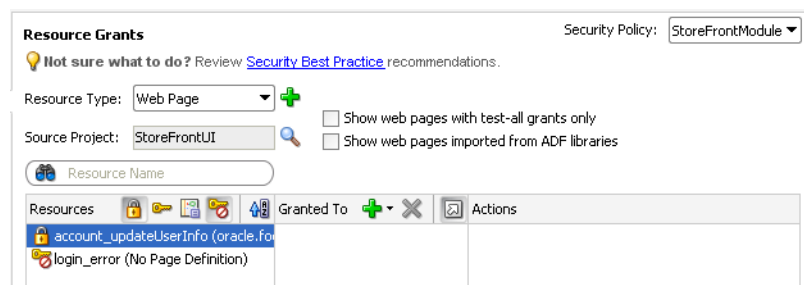 Resource Grants
Security Policy: StoreFrontModule
Not sure what to do? Review Security Best Practice recommendations.
Resource Type: Web Page
Show web pages with test-all grants only
Source Project: StoreFrontUI
Show web pages imported from ADF libraries
Resource Name
Resources Granted To Actions
account_updateUserInfo (oracle.fo
login_error (No Page Definition)